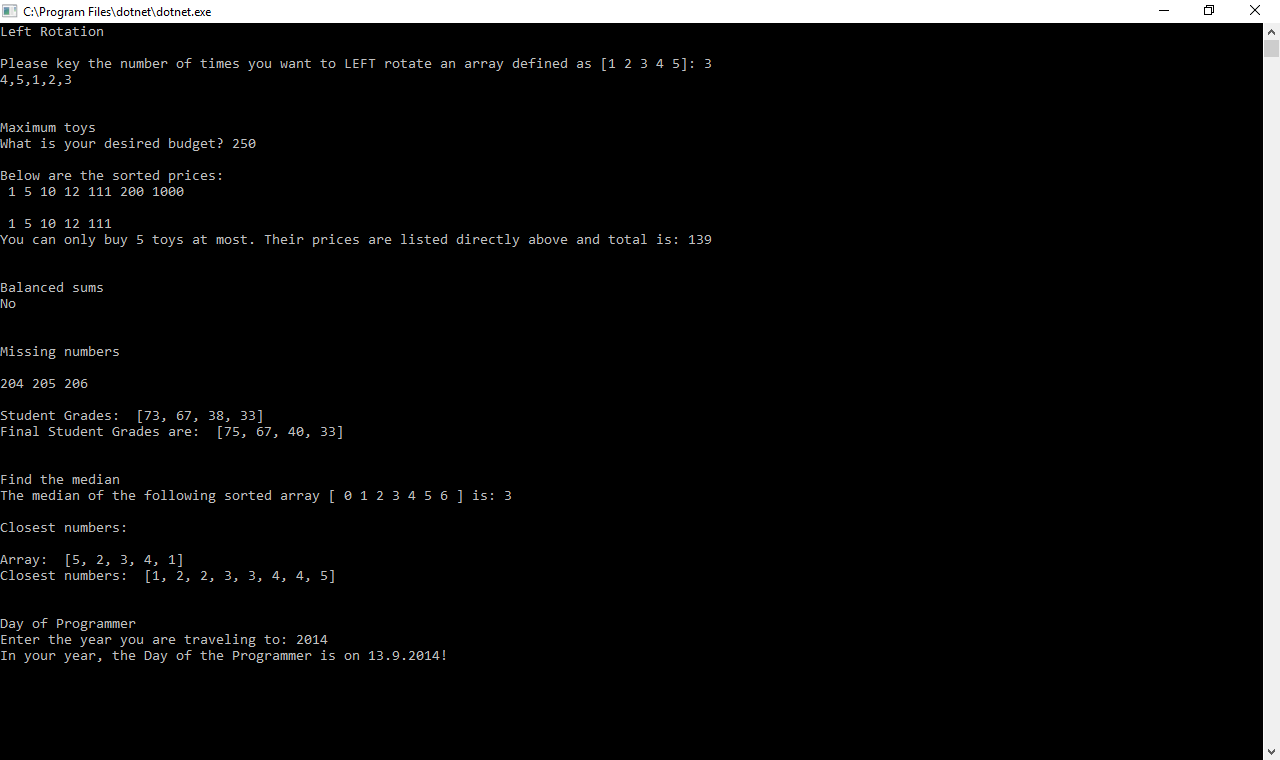 C:\Program Files\dotnet\dotnet.exe
Left Rotation
Please key the number of times you want to LEFT rotate an array defined as [1 2 3 4 5]: 3
4,5,1,2,3
Maximum toys
What is your desired budget? 250
Below are the sorted prices:
1 5 10 12 111 200 1000
1 5 10 12 111
You can only buy 5 toys at most. Their prices are listed directly above and total is: 139
Balanced sums
No
Missing numbers
204 205 206
Student Grades:  [73, 67, 38, 33]
Final Student Grades are:  [75, 67, 40, 33]
Find the median
The median of the following sorted array [ 0 1 2 3 4 5 6 ] is: 3
Closest numbers:
Array:  [5, 2, 3, 4, 1]
Closest numbers:  [1, 2, 2, 3, 3, 4, 4, 5]
Day of Programmer
Enter the year you are traveling to: 2014
In your year, the Day of the Programmer is on 13.9.2014!